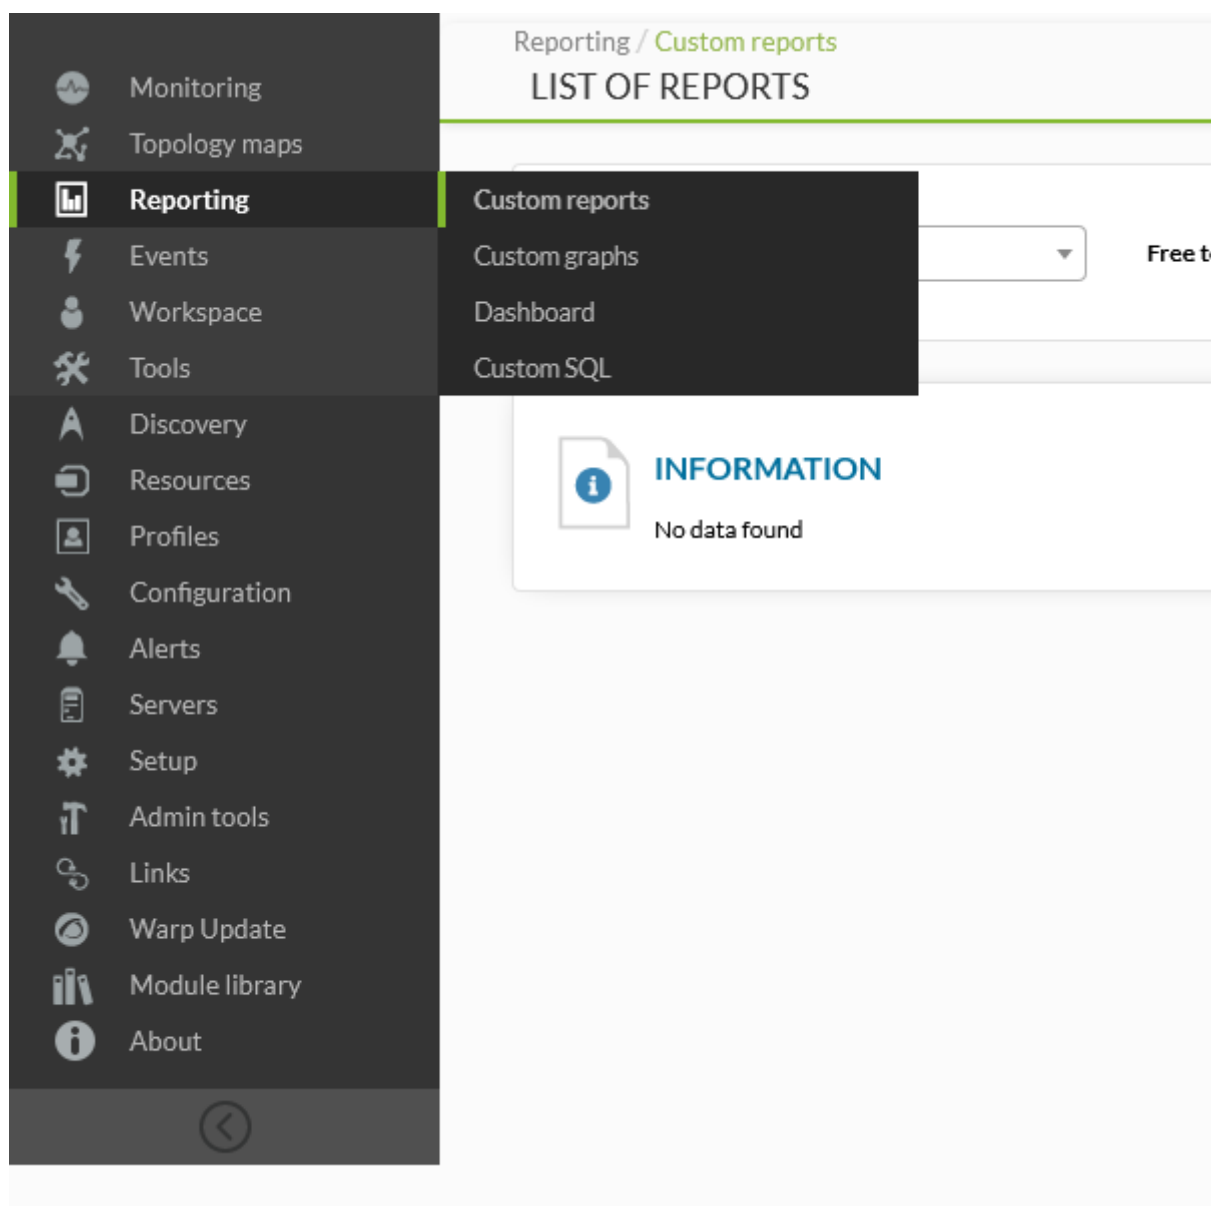 Reporting / Custom reports
LIST OF REPORTS
Monitoring
Topology maps
Reporting
Events
Workspace
Tools
Discovery
Resources
Profiles
Configuration
Alerts
Servers
Setup
Admin tools
Links
Warp Update
Module library
About
Custom reports
Custom graphs
Dashboard
Custom SQL
Free t
INFORMATION
No data found